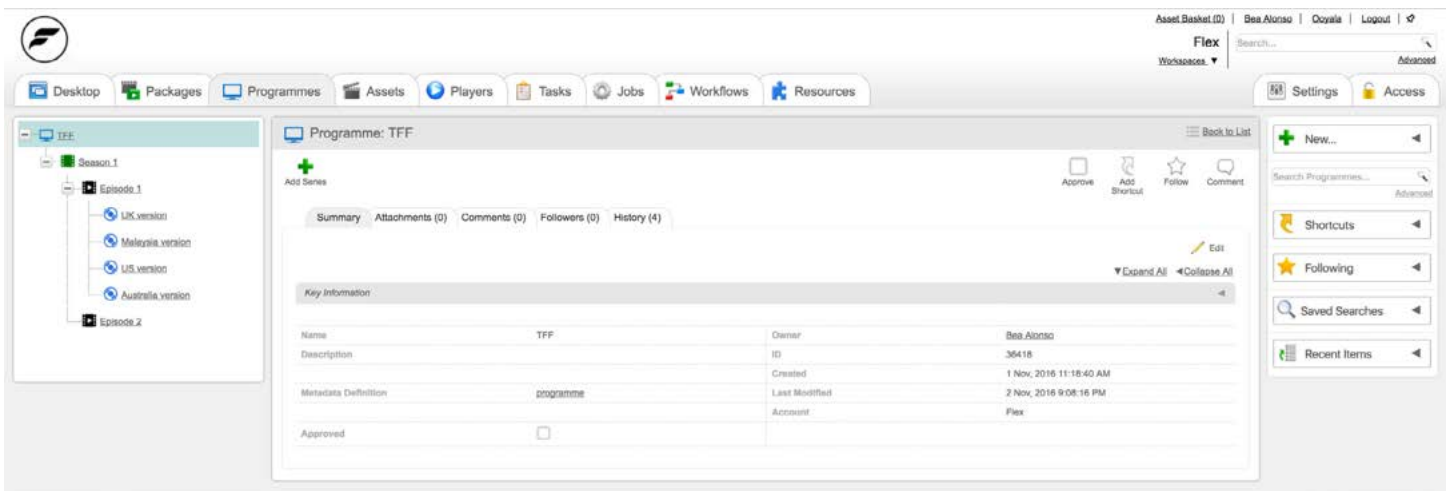 Asset Basket (0) | Bea Alonso | Ooyala | Logout |
Flex
Search...
Workspaces ▼
Advanced
Desktop Packages Programmes Assets Players Tasks Jobs Workflows Resources Settings Access
TFF
Season 1
Episode 1
UK version
Malaysia version
US version
Australia version
Episode 2
Programme: TFF
Back to List
Add Series
Approve
Add Shortcut
Follow
Comment
Summary Attachments (0) Comments (0) Followers (0) History (4)
Edit
▼Expand All ◀Collapse All
Key Information
Name TFF Owner Bea Alonso
Description ID 36418
Created 1 Nov, 2016 11:18:40 AM
Metadata Definition programme Last Modified 2 Nov, 2016 9:08:16 PM
Account Flex
Approved
New...
Search Programmes...
Advanced
Shortcuts
Following
Saved Searches
Recent Items